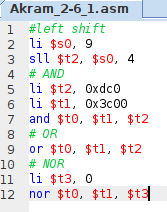 Akram_2-6_1.asm
1 #left shift
2 li $s0, 9
3 sll $t2, $s0, 4
4 # AND
5 li $t2, 0xdc0
6 li $t1, 0x3c00
7 and $t0, $t1, $t2
8 # OR
9 or $t0, $t1, $t2
10 # NOR
11 li $t3, 0
12 nor $t0, $t1, $t3